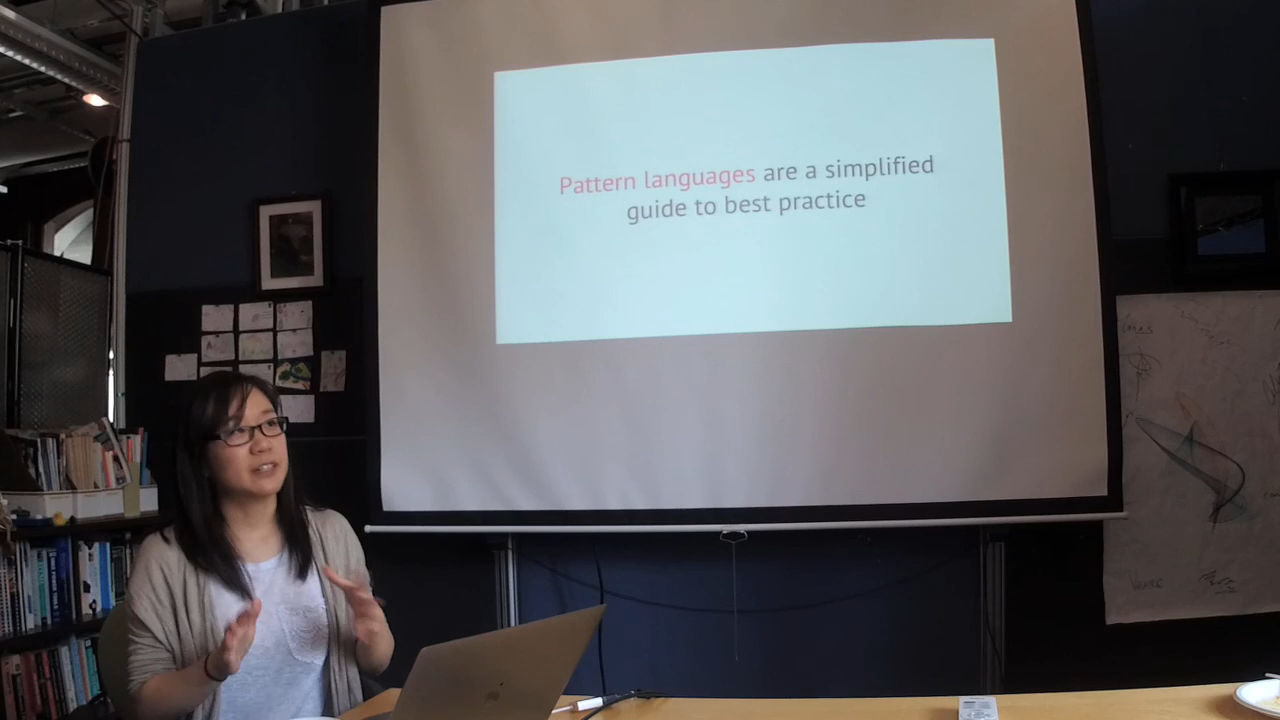 Pattern languages are a simplified
guide to best practice